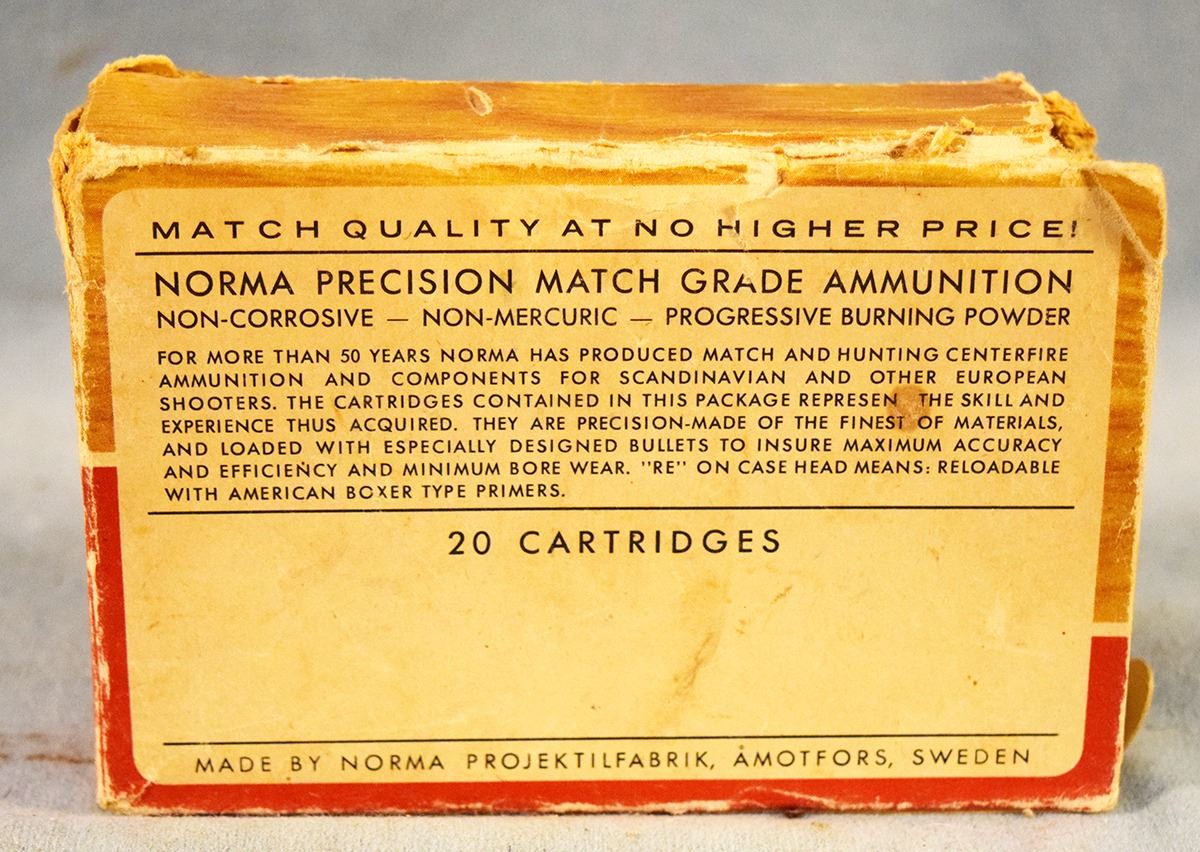 MATCH QUALITY AT NO HIGHER PRICE!
NORMA PRECISION MATCH GRADE AMMUNITION
NON-CORROSIVE — NON-MERCURIC — PROGRESSIVE BURNING POWDER
FOR MORE THAN 50 YEARS NORMA HAS PRODUCED MATCH AND HUNTING CENTERFIRE
AMMUNITION AND COMPONENTS FOR SCANDINAVIAN AND OTHER EUROPEAN
SHOOTERS. THE CARTRIDGES CONTAINED IN THIS PACKAGE REPRESEN THE SKILL AND
EXPERIENCE THUS ACQUIRED. THEY ARE PRECISION-MADE OF THE FINEST OF MATERIALS,
AND LOADED WITH ESPECIALLY DESIGNED BULLETS TO INSURE MAXIMUM ACCURACY
AND EFFICIENCY AND MINIMUM BORE WEAR. "RE" ON CASE HEAD MEANS: RELOADABLE
WITH AMERICAN BOXER TYPE PRIMERS.
20 CARTRIDGES
MADE BY NORMA PROJEKTILFABRIK, ÅMOTFORS, SWEDEN